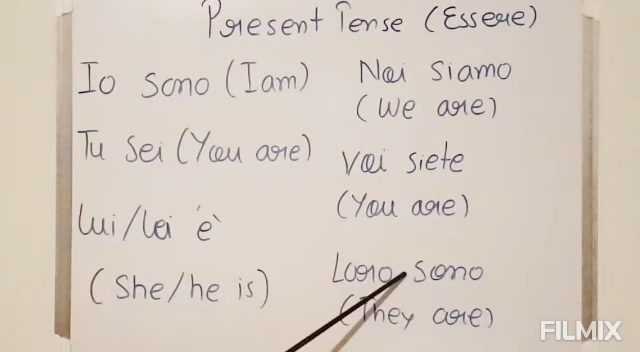 Present Tense (Essere)
Io sono (I am)
Tu sei (You are)
Lui/Lei è
(She/he is)
Noi siamo
(We are)
Voi siete
(You are)
Loro sono
(They are)
FILMIX